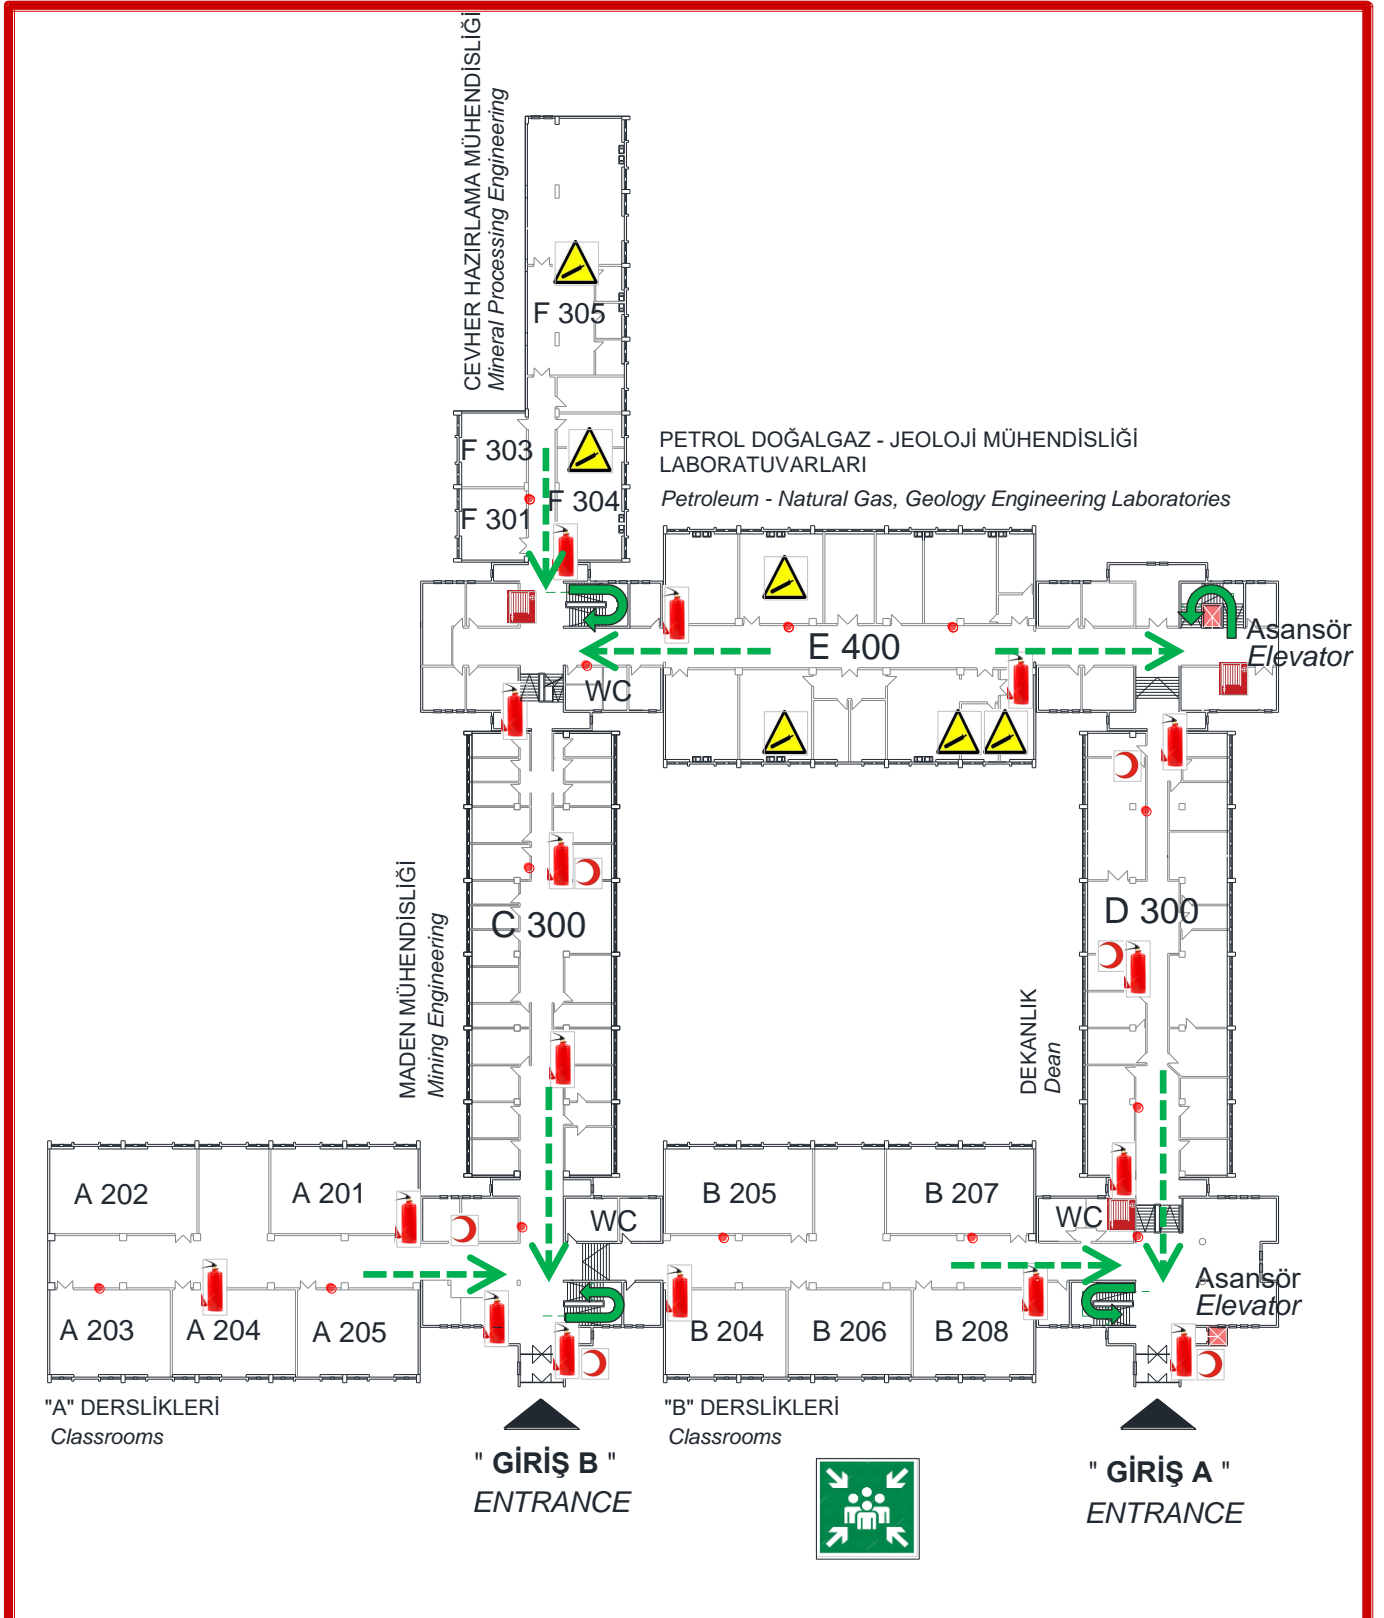 CEVHER HAZIRLAMA MÜHENDİSLİĞİ
Mineral Processing Engineering
F 305
F 303
F 304
F 301
PETROL DOĞALGAZ - JEOLOJİ MÜHENDİSLİĞİ
LABORATUVARLARI
Petroleum - Natural Gas, Geology Engineering Laboratories
E 400
Asansör
Elevator
WC
MADEN MÜHENDİSLİĞİ
Mining Engineering
C 300
D 300
DEKANLIK
Dean
A 202
A 201
B 205
B 207
WC
WC
Asansör
Elevator
A 203
A 204
A 205
B 204
B 206
B 208
"A" DERSLİKLERİ
Classrooms
"B" DERSLİKLERİ
Classrooms
" GİRİŞ B "
ENTRANCE
" GİRİŞ A "
ENTRANCE